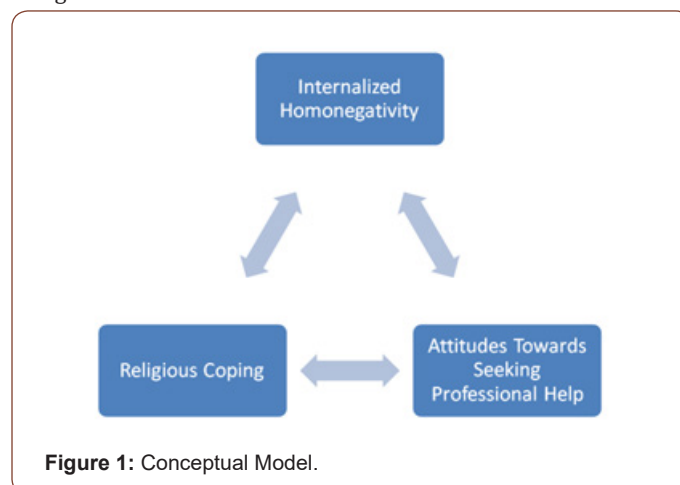 Internalized
Homonegativity
Religious Coping
Attitudes Towards
Seeking
Professional Help
Figure 1: Conceptual Model.